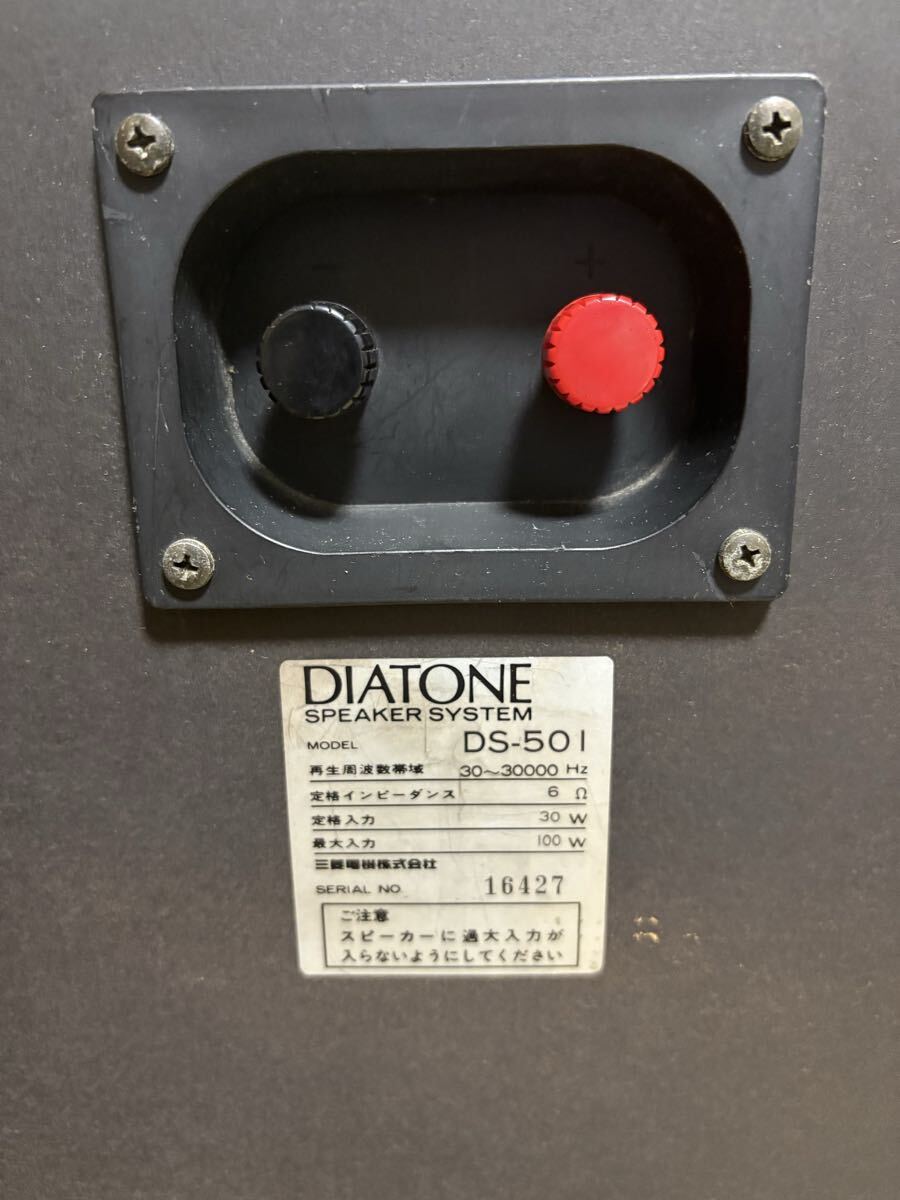 − +
DIATONE
SPEAKER SYSTEM
MODEL DS-501
再生周波数帯域 30〜30000 Hz
定格インピーダンス 6 Ω
定格入力 30 W
最大入力 100 W
三菱電機株式会社
SERIAL NO. 16427
ご注意
スピーカーに過大入力が
入らないようにしてください